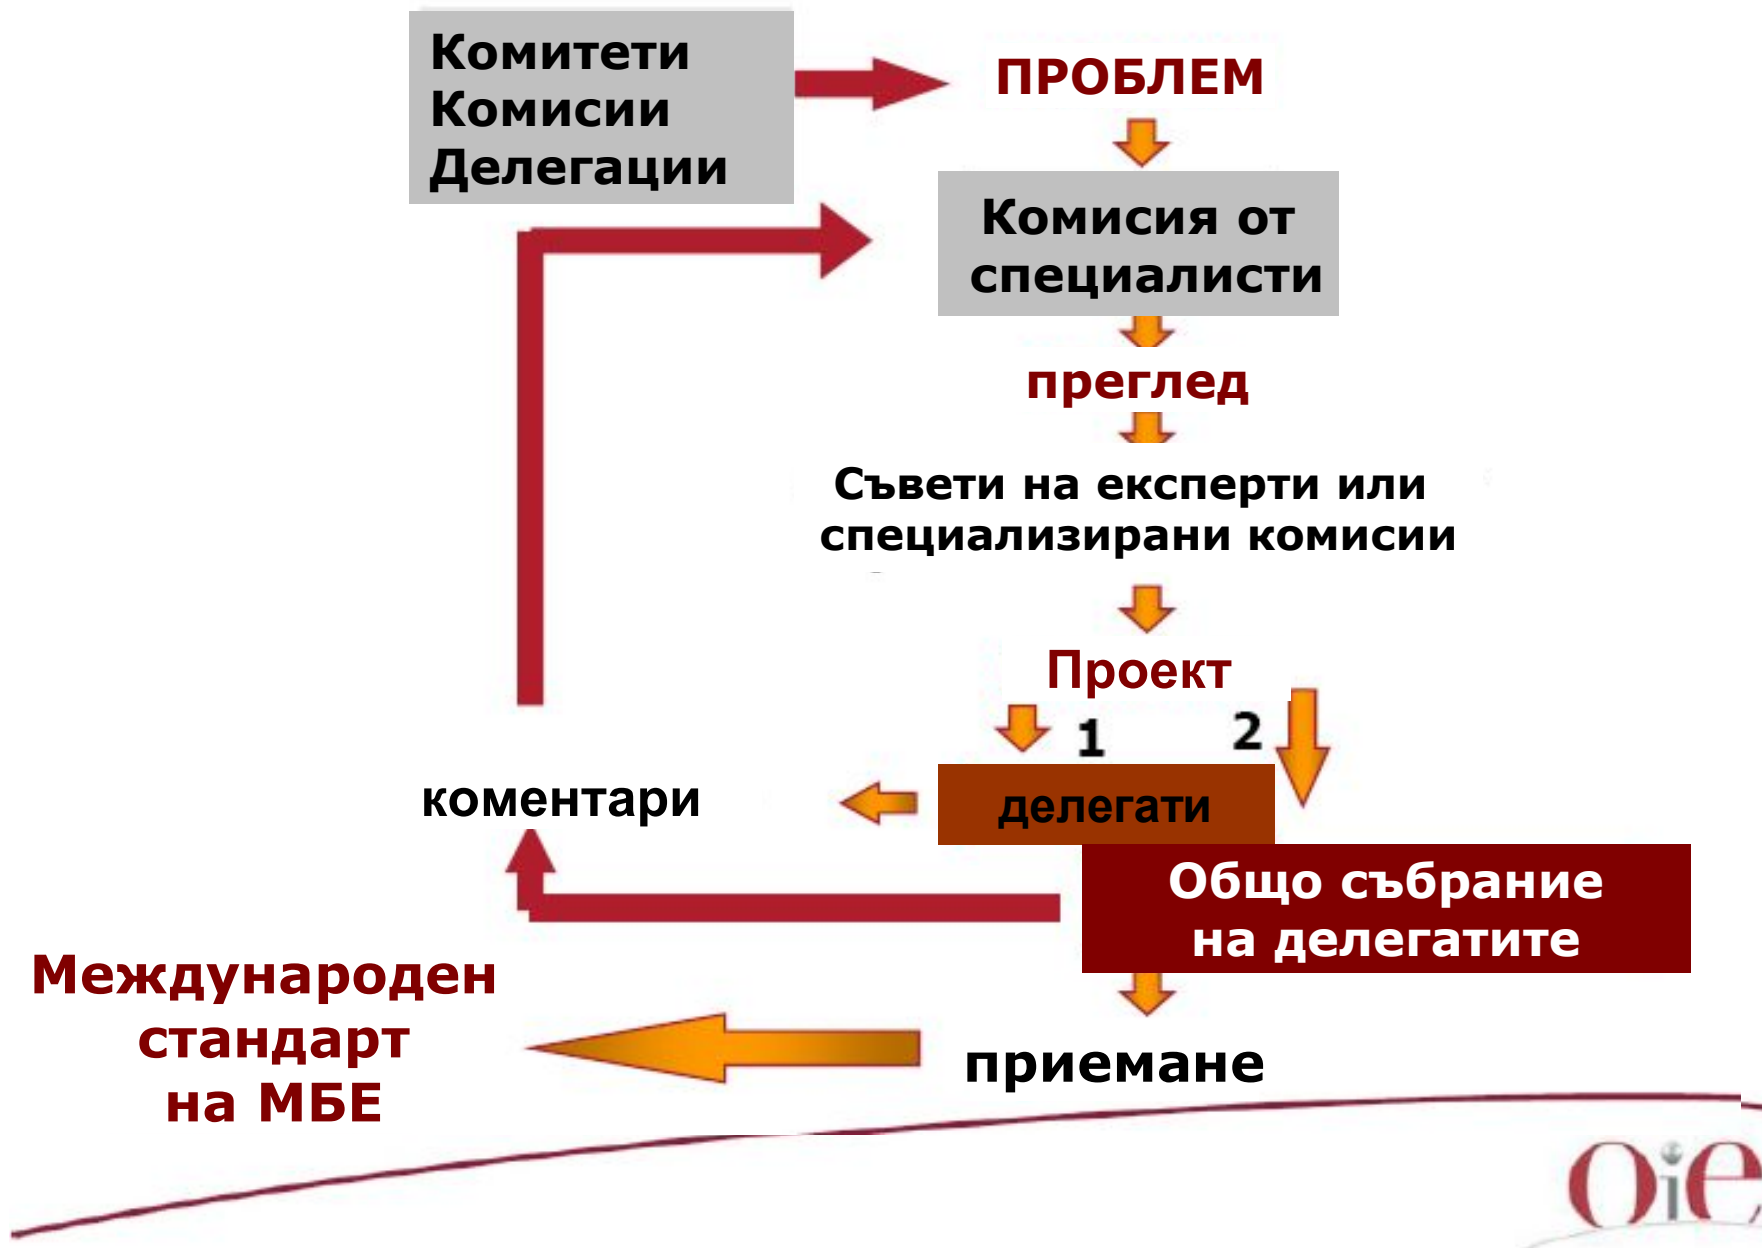 Комитети
Комисии
Делегации
ПРОБЛЕМ
Комисия от
специалисти
преглед
Съвети на експерти или
специализирани комисии
Проект
1
2
делегати
коментари
Общо събрание
на делегатите
приемане
Международен
стандарт
на МБЕ
oie